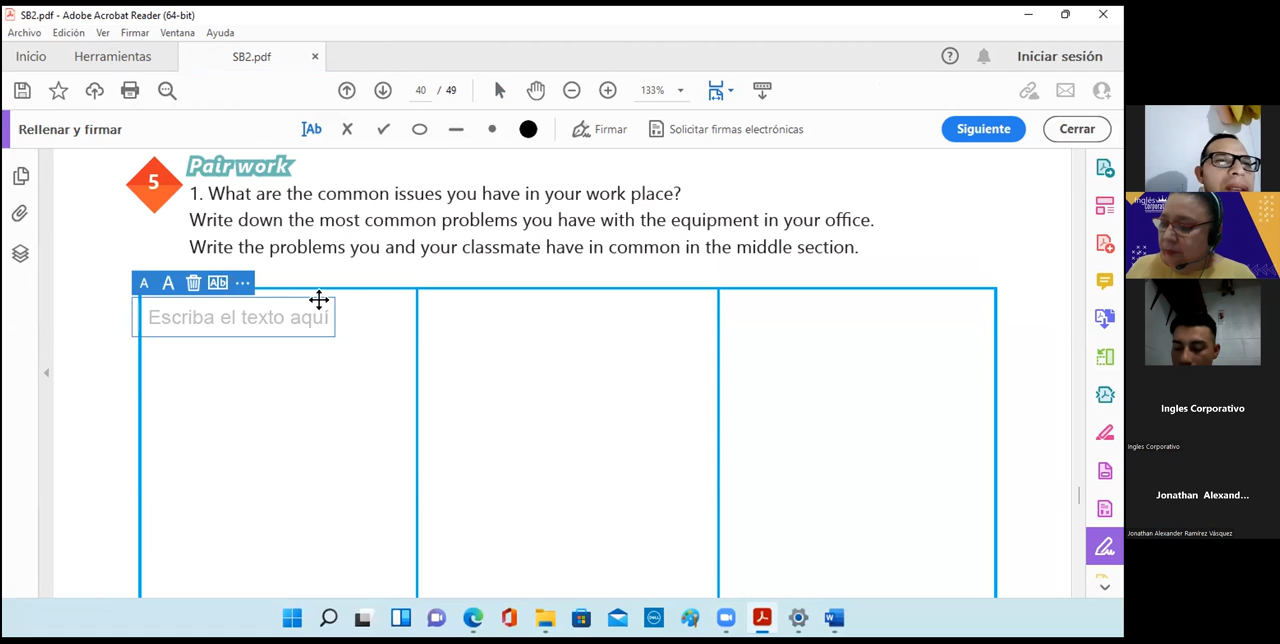 SB2.pdf - Adobe Acrobat Reader (64-bit)
Archivo Edición Ver Firmar Ventana Ayuda
Inicio Herramientas SB2.pdf × Iniciar sesión
40 / 49 133%
Rellenar y firmar Ab Firmar Solicitar firmas electrónicas Siguiente Cerrar
Pair work
5
1. What are the common issues you have in your work place?
Write down the most common problems you have with the equipment in your office.
Write the problems you and your classmate have in common in the middle section.
A A Ab ...
Escriba el texto aquí
Inglés
Corporativo
Ingles Corporativo
Ingles Corporativo
Jonathan Alexand...
Jonathan Alexander Ramírez Vásquez